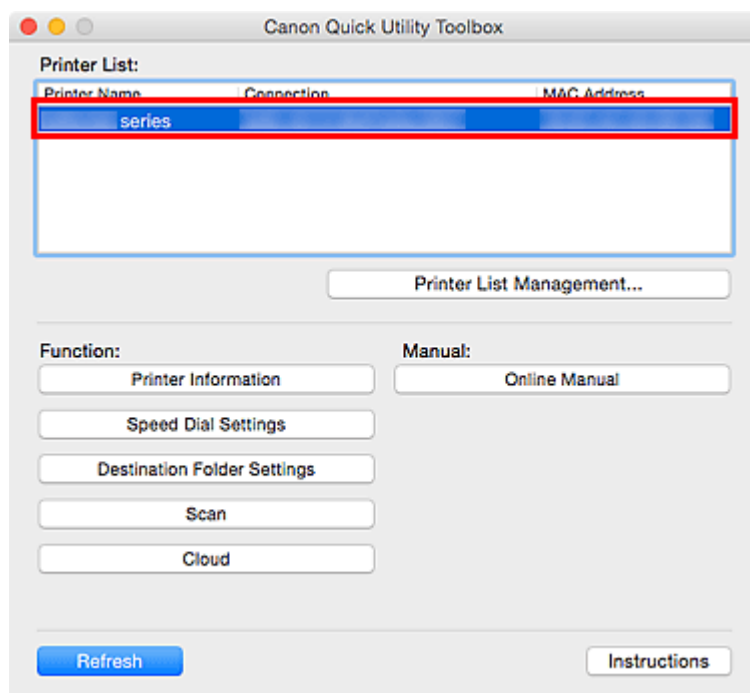 Canon Quick Utility Toolbox
Printer List:
Printer Name Connection MAC Address
series
Printer List Management...
Function: Manual:
Printer Information Online Manual
Speed Dial Settings
Destination Folder Settings
Scan
Cloud
Refresh Instructions